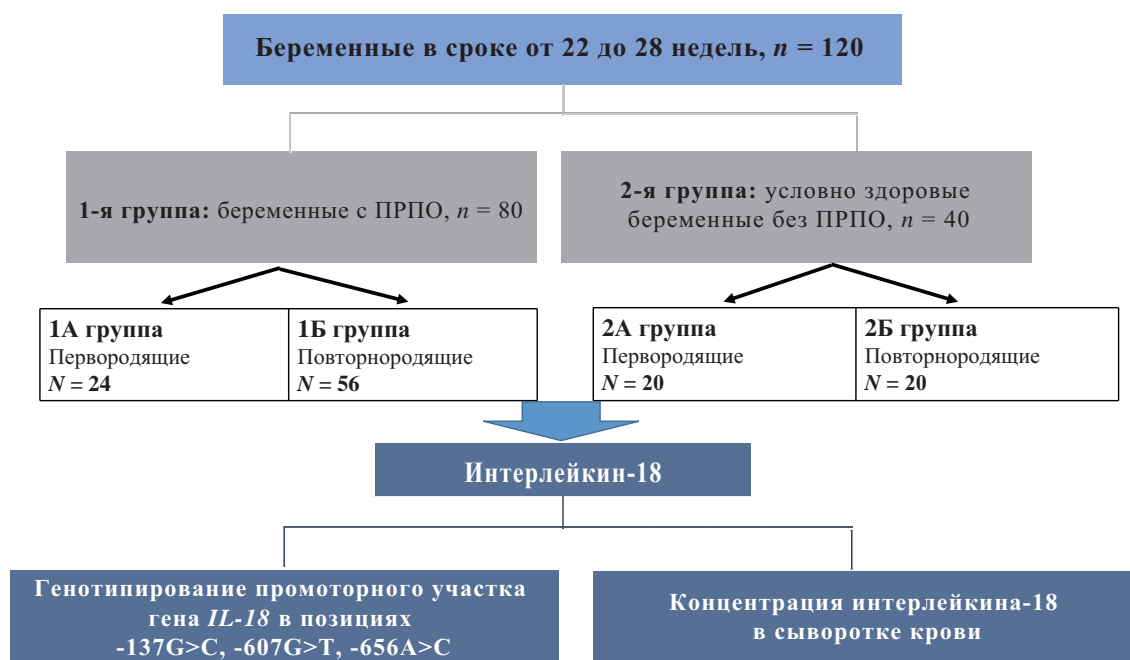 Беременные в сроке от 22 до 28 недель, n = 120
1-я группа: беременные с ПРПО, n = 80
2-я группа: условно здоровые
беременные без ПРПО, n = 40
1А группа
Первородящие
N = 24
1Б группа
Повторнородящие
N = 56
2А группа
Первородящие
N = 20
2Б группа
Повторнородящие
N = 20
Интерлейкин-18
Генотипирование промоторного участка
гена IL-18 в позициях
-137G>C, -607G>T, -656A>C
Концентрация интерлейкина-18
в сыворотке крови